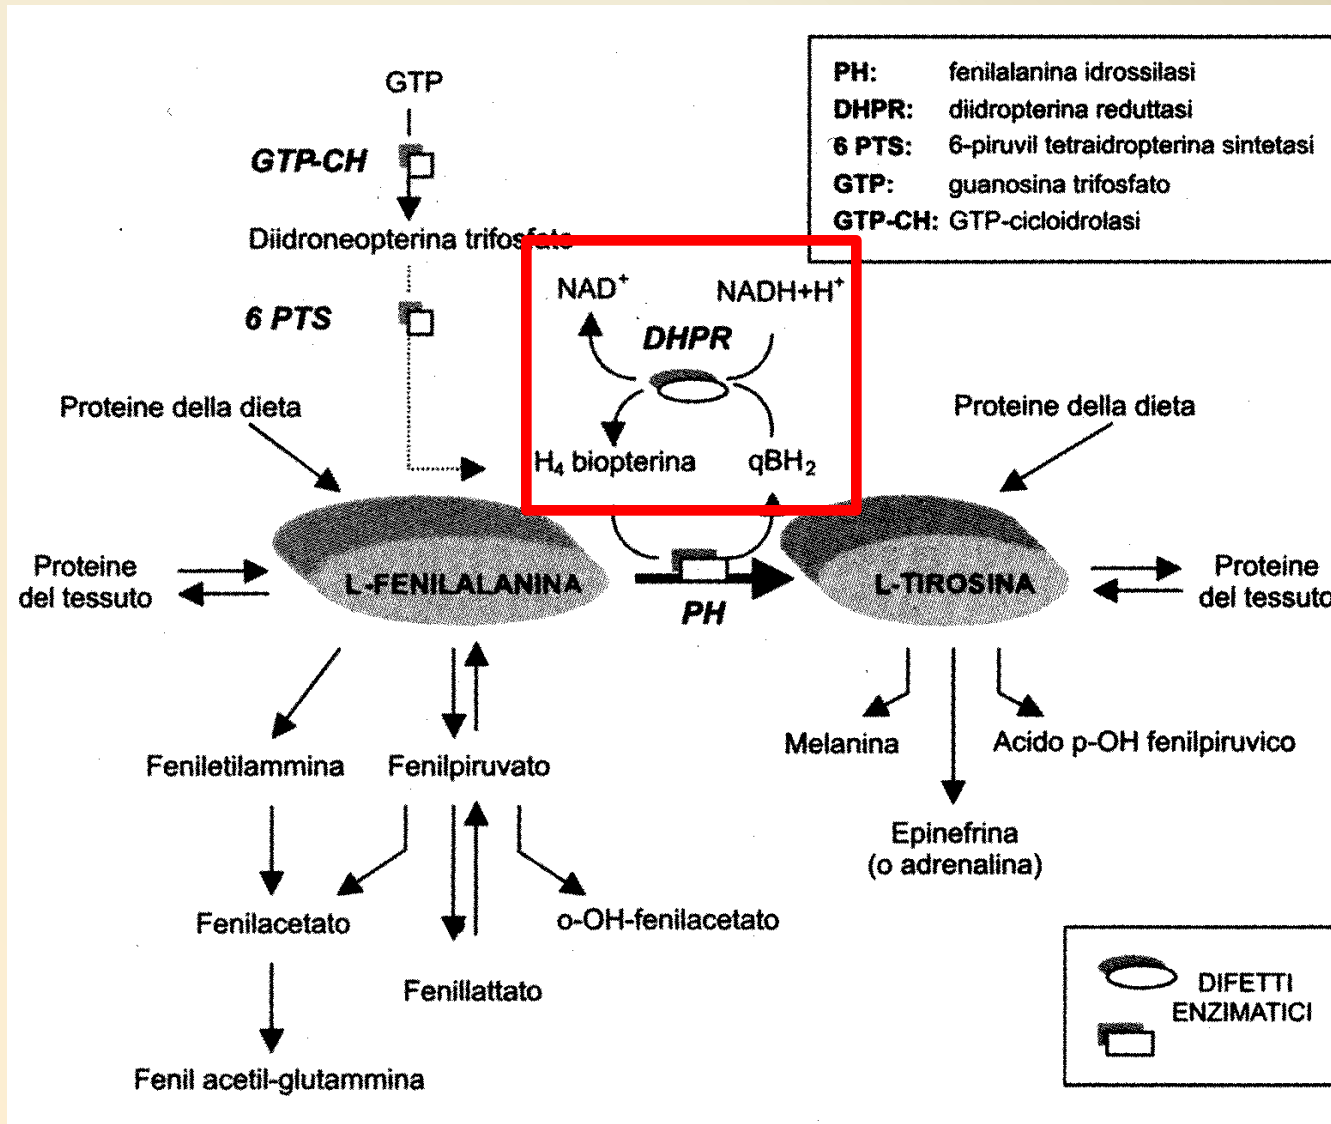 GTP
GTP-CH
Diidroneopterina trifosfato
6 PTS
PH: fenilalanina idrossilasi
DHPR: diidropterina reduttasi
6 PTS: 6-piruvil tetraidropterina sintetasi
GTP: guanosina trifosfato
GTP-CH: GTP-cicloidrolasi
NAD+
NADH+H+
DHPR
H4 biopterina
qBH2
Proteine della dieta
Proteine della dieta
Proteine
del tessuto
L-FENILALANINA
PH
L-TIROSINA
Proteine
del tessuto
Feniletilammina
Fenilpiruvato
Melanina
Acido p-OH fenilpiruvico
Epinefrina
(o adrenalina)
Fenilacetato
o-OH-fenilacetato
Fenillattato
Fenil acetil-glutammina
DIFETTI
ENZIMATICI